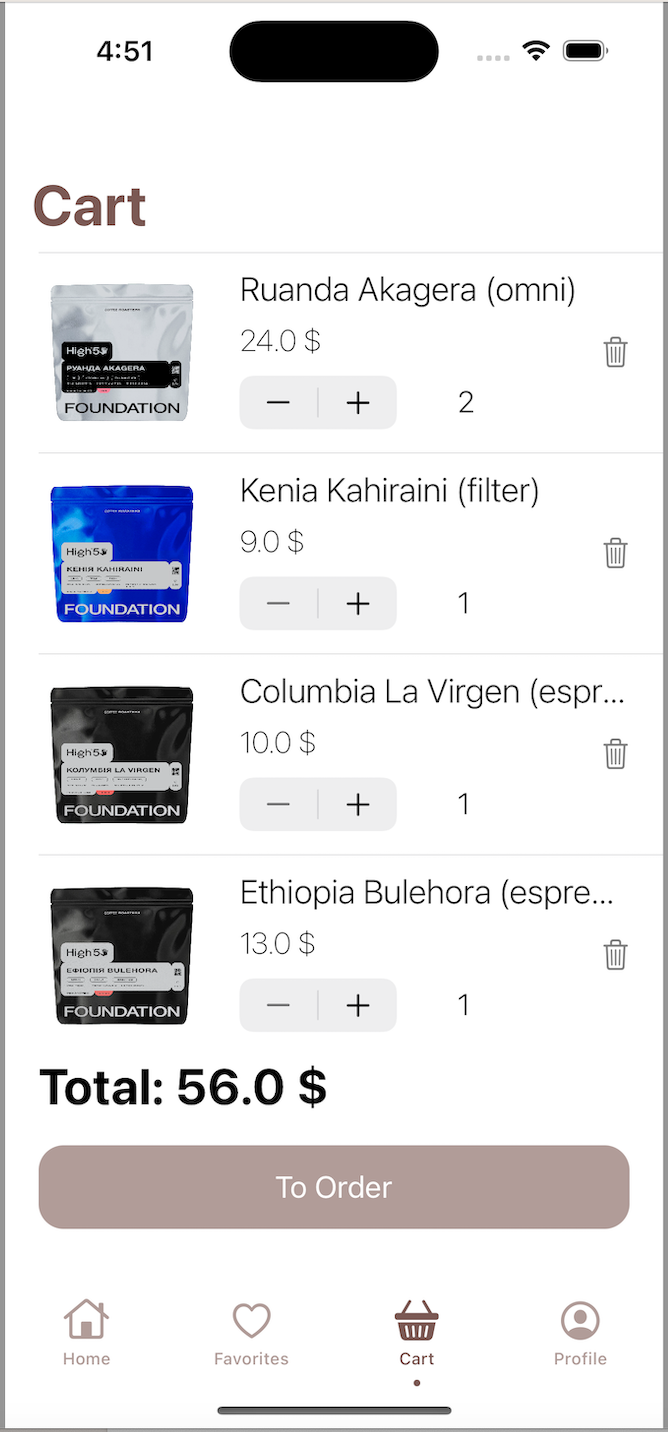 4:51
Cart
Ruanda Akagera (omni)
24.0 $
2
High5
РУАНДА AKAGERA
FOUNDATION
Kenia Kahiraini (filter)
9.0 $
1
High5
КЕНІЯ KAHIRAINI
FOUNDATION
Columbia La Virgen (espr...
10.0 $
1
High5
КОЛУМБІЯ LA VIRGEN
FOUNDATION
Ethiopia Bulehora (espre...
13.0 $
1
High5
ЕФІОПІЯ BULEHORA
FOUNDATION
Total: 56.0 $
To Order
Home
Favorites
Cart
Profile